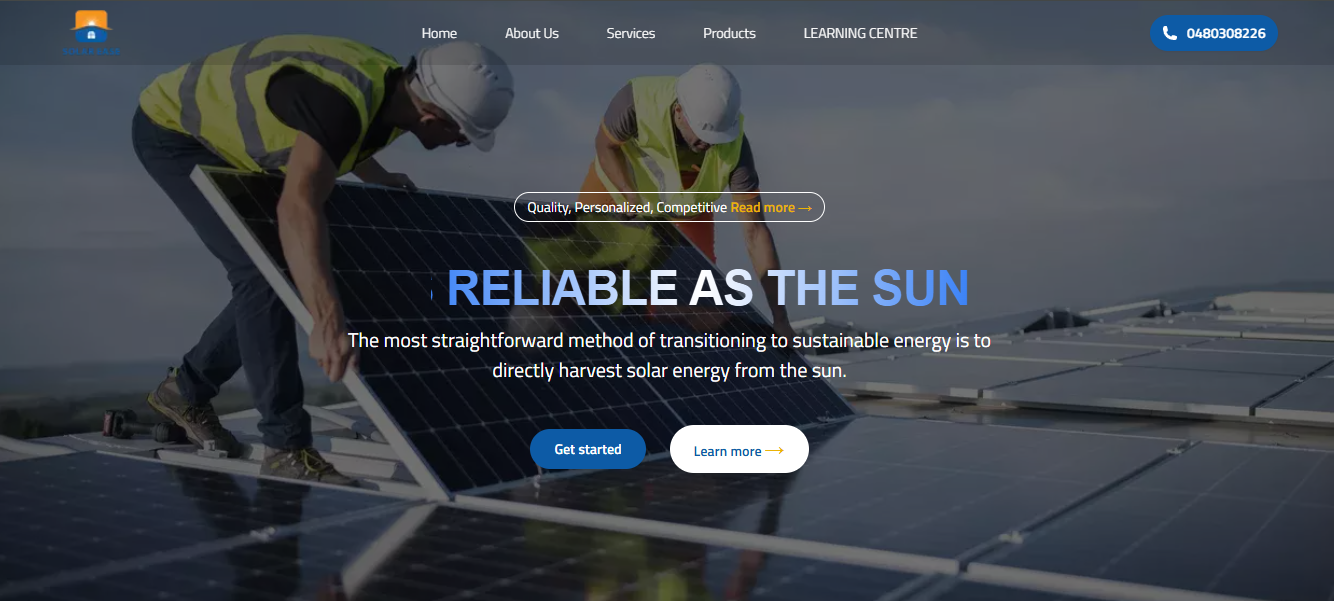 Home
About Us
Services
Products
LEARNING CENTRE
0480308226
Quality, Personalized, Competitive Read more →
RELIABLE AS THE SUN
The most straightforward method of transitioning to sustainable energy is to
directly harvest solar energy from the sun.
Get started
Learn more →